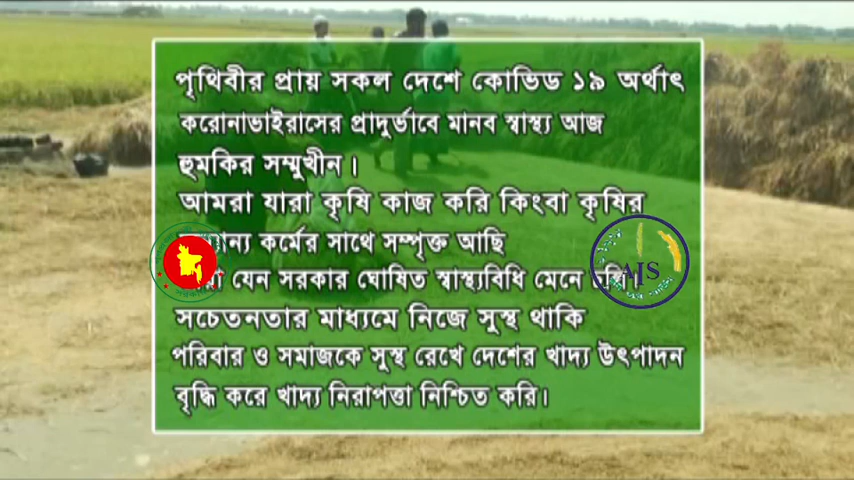 পৃথিবীর প্রায় সকল দেশে কোভিড ১৯ অর্থাৎ
করোনাভাইরাসের প্রাদুর্ভাবে মানব স্বাস্থ্য আজ
হুমকির সম্মুখীন।
আমরা যারা কৃষি কাজ করি কিংবা কৃষির
কর্মের সাথে সম্পৃক্ত আছি
যেন সরকার ঘোষিত স্বাস্থ্যবিধি মেনে
সচেতনতার মাধ্যমে নিজে সুস্থ থাকি
পরিবার ও সমাজকে সুস্থ রেখে দেশের খাদ্য উৎপাদন
বৃদ্ধি করে খাদ্য নিরাপত্তা নিশ্চিত করি।
AIS